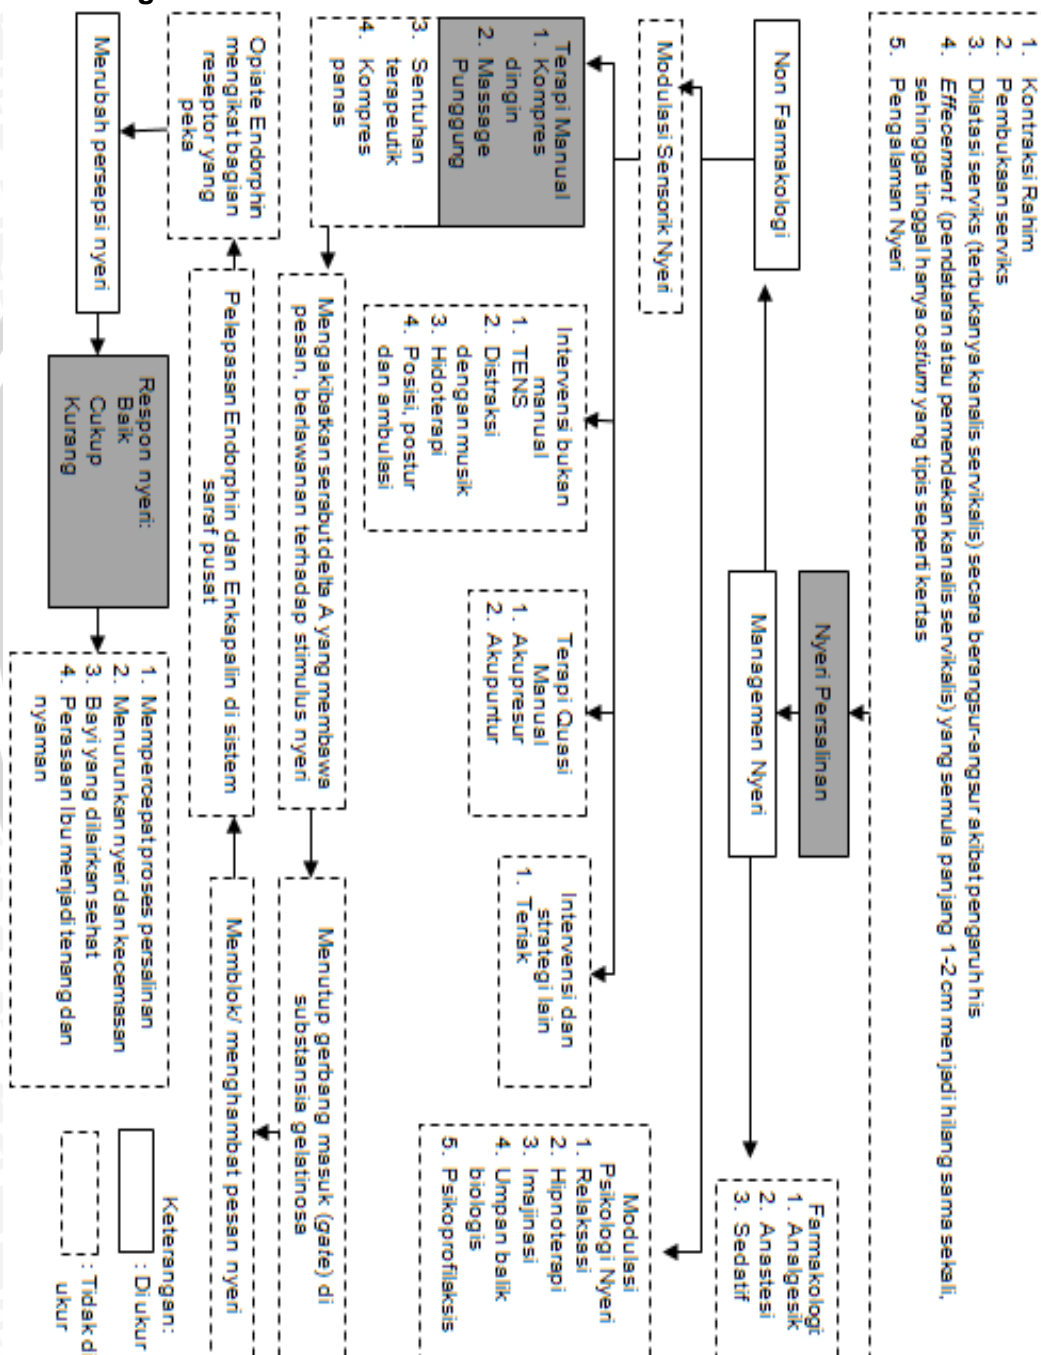 1. Kontraksi Rahim
2. Pembukaan serviks
3. Dilatasi serviks (terbukanya kanalis servikalis) secara berangsur-angsur akibat pengaruh his
4. Effecement (pendataran atau pemendekan kanalis servikalis) yang semula panjang 1-2 cm menjadi hilang sama sekali,
sehingga tinggal hanya ostium yang tipis seperti kertas
5. Pengalaman Nyeri
Nyeri Persalinan
Managemen Nyeri
Non Farmakologi
Farmakologi:
1. Analgesik
2. Anastesi
3. Sedatif
Modulasi Sensorik Nyeri
Modulasi
Psikologi Nyeri
1. Relaksasi
2. Hipnoterapi
3. Imajinasi
4. Umpan balik
biologis
5. Psikoprofilaksis
Terapi Manual
1. Kompres
dingin
2. Massage
Punggung
3. Sentuhan
terapeutik
4. Kompres
panas
Intervensi bukan
manual
1. TENS
2. Distraksi
dengan musik
3. Hidoterapi
4. Posisi, postur
dan ambulasi
Terapi Quasi
Manual
1. Akupresur
2. Akupuntur
Intervensi dan
strategi lain
1. Teriak
Mengakibatkan serabut delta A yang membawa
pesan, berlawanan terhadap stimulus nyeri
Menutup gerbang masuk (gate) di
substansia gelatinosa
Opiste Endorphin
mengikat bagian
reseptor yang
peka
Pelepasan Endorphin dan Enkapalin di sistem
saraf pusat
Memblok/ menghambat pesan nyeri
Merubah persepsi nyeri
Respon nyeri:
Baik
Cukup
Kurang
1. Mempercepat proses persalinan
2. Menurunkan nyeri dan kecemasan
3. Bayi yang dilairkan sehat
4. Perasaan Ibu menjadi tenang dan
nyaman
Keterangan:
: Di ukur
: Tidak di
ukur